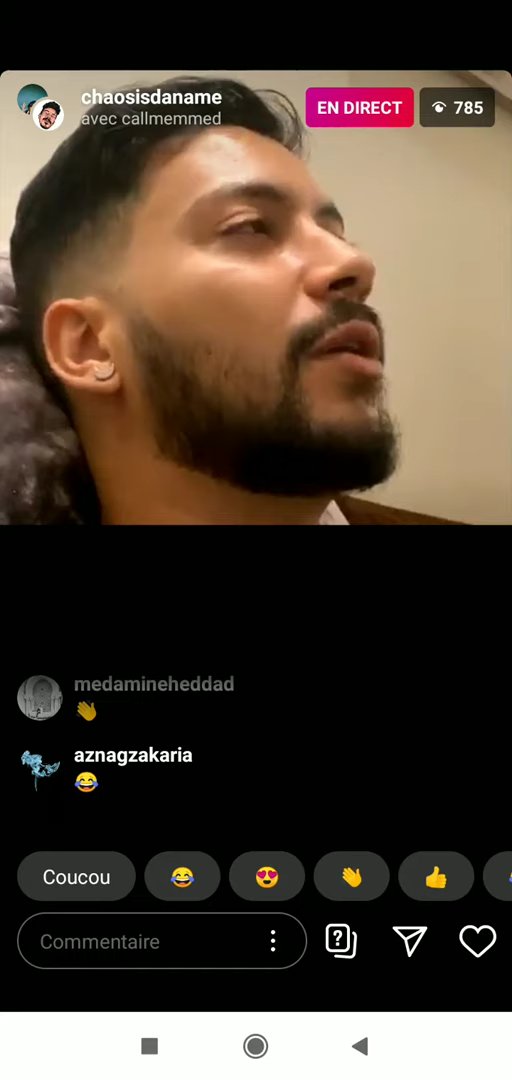 chaosisdaname
avec callmemmed
EN DIRECT
785
medamineheddad
👋
aznagzakaria
😂
Coucou 😂 😍 👋 👍
Commentaire
?